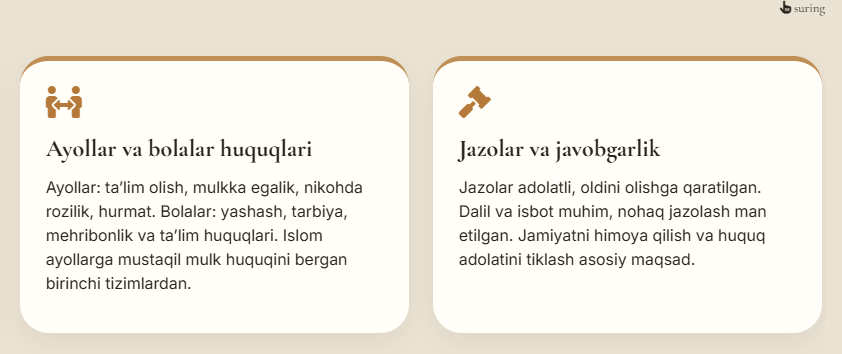 suring
Ayollar va bolalar huquqlari
Ayollar: ta’lim olish, mulkka egalik, nikohda
rozilik, hurmat. Bolalar: yashash, tarbiya,
mehribonlik va ta’lim huquqlari. Islom
ayollarga mustaqil mulk huquqini bergan
birinchi tizimlardan.
Jazolar va javobgarlik
Jazolar adolatli, oldini olishga qaratilgan.
Dalil va isbot muhim, nohaq jazolash man
etilgan. Jamiyatni himoya qilish va huquq
adolatini tiklash asosiy maqsad.